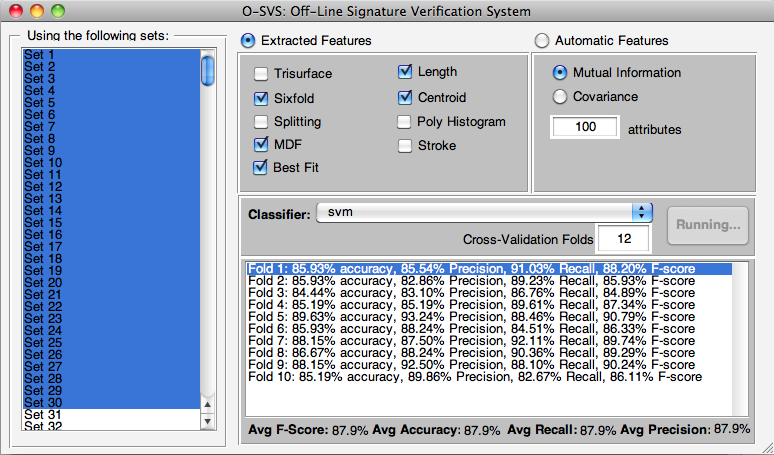 O-SVS: Off-Line Signature Verification System
Using the following sets:
Set 1
Set 2
Set 3
Set 4
Set 5
Set 6
Set 7
Set 8
Set 9
Set 10
Set 11
Set 12
Set 13
Set 14
Set 15
Set 16
Set 17
Set 18
Set 19
Set 20
Set 21
Set 22
Set 23
Set 24
Set 25
Set 26
Set 27
Set 28
Set 29
Set 30
Set 31
Set 32
Extracted Features
Trisurface
Sixfold
Splitting
MDF
Best Fit
Length
Centroid
Poly Histogram
Stroke
Automatic Features
Mutual Information
Covariance
100 attributes
Classifier: svm
Cross-Validation Folds 12
Running...
Fold 1: 85.93% accuracy, 85.54% Precision, 91.03% Recall, 88.20% F-score
Fold 2: 85.93% accuracy, 82.86% Precision, 89.23% Recall, 85.93% F-score
Fold 3: 84.44% accuracy, 83.10% Precision, 86.76% Recall, 84.89% F-score
Fold 4: 85.19% accuracy, 85.19% Precision, 89.61% Recall, 87.34% F-score
Fold 5: 89.63% accuracy, 93.24% Precision, 88.46% Recall, 90.79% F-score
Fold 6: 85.93% accuracy, 88.24% Precision, 84.51% Recall, 86.33% F-score
Fold 7: 88.15% accuracy, 87.50% Precision, 92.11% Recall, 89.74% F-score
Fold 8: 86.67% accuracy, 88.24% Precision, 90.36% Recall, 89.29% F-score
Fold 9: 88.15% accuracy, 92.50% Precision, 88.10% Recall, 90.24% F-score
Fold 10: 85.19% accuracy, 89.86% Precision, 82.67% Recall, 86.11% F-score
Avg F-Score: 87.9% Avg Accuracy: 87.9% Avg Recall: 87.9% Avg Precision: 87.9%